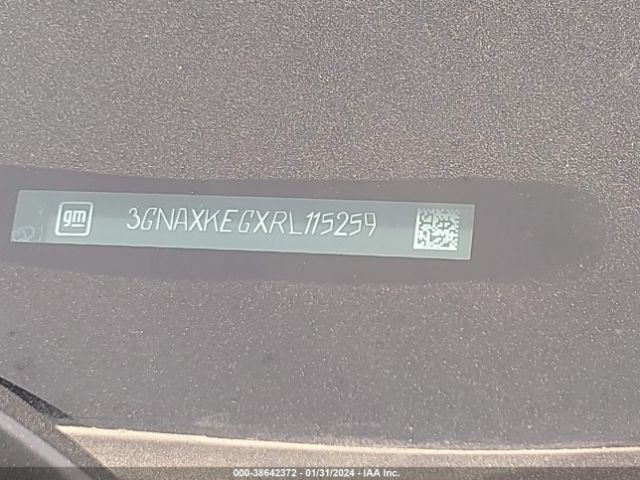 gm 3GNAXKEGXRL115259
000-38642372 - 01/31/2024 - IAA Inc.